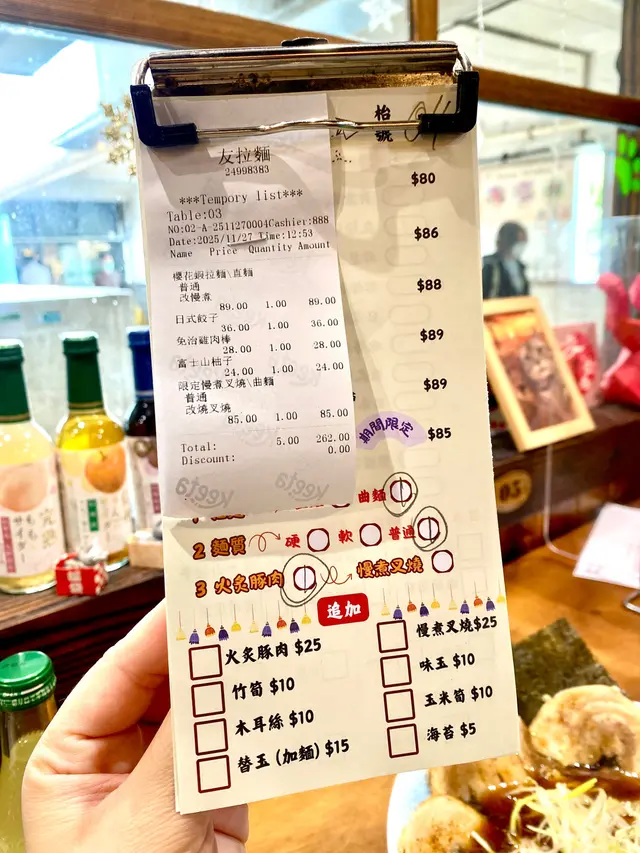 枱號 04
友拉麵
24998383
***Tempory list***
Table:03
NO:02-A-2511270004Cashier:888
Date:2025/11/27 Time:12:53
Name Price Quantity Amount
櫻花蝦拉麵\直麵
普通
改慢煮
89.00 1.00 89.00
日式餃子
36.00 1.00 36.00
免治雞肉棒
28.00 1.00 28.00
富士山柚子
24.00 1.00 24.00
限定慢煮叉燒\曲麵
普通
改燒叉燒
85.00 1.00 85.00
Total: 5.00 262.00
Discount: 0.00
Keeta
Keeta
$80
$86
$88
$89
$89
$85
期間限定
曲麵
2 麵質 硬 軟 普通
3 火炙豚肉 慢煮叉燒
追加
火炙豚肉 $25
竹筍 $10
木耳絲 $10
替玉 (加麵) $15
慢煮叉燒$25
味玉 $10
玉米筍 $10
海苔 $5
03